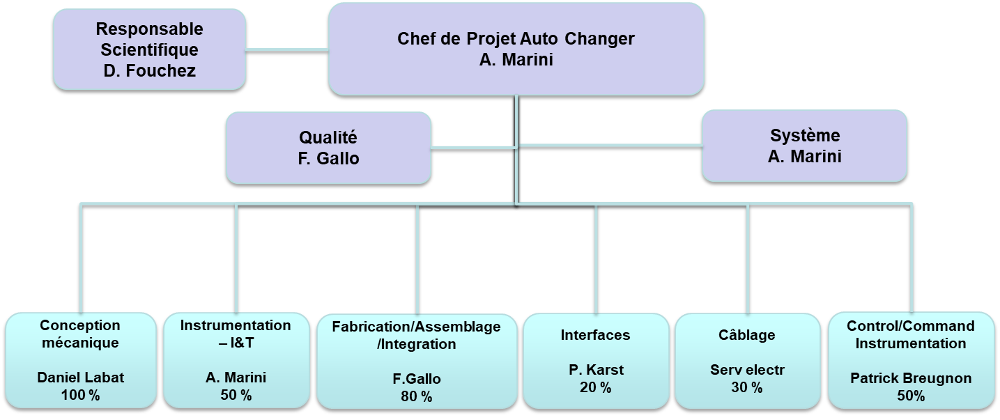 Responsable
Scientifique
D. Fouchez
Chef de Projet Auto Changer
A. Marini
Qualité
F. Gallo
Système
A. Marini
Conception
mécanique
Daniel Labat
100 %
Instrumentation
– I&T
A. Marini
50 %
Fabrication/Assemblage
/Integration
F.Gallo
80 %
Interfaces
P. Karst
20 %
Câblage
Serv electr
30 %
Control/Command
Instrumentation
Patrick Breugnon
50%